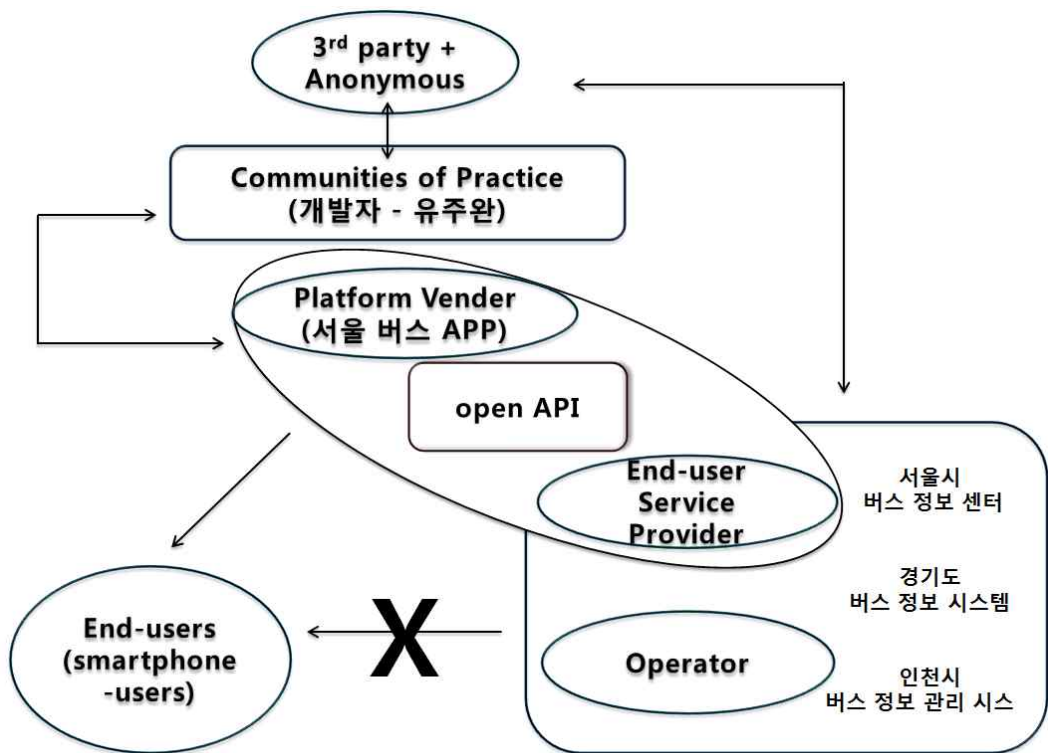 3rd party +
Anonymous
Communities of Practice
(개발자 - 유주완)
Platform Vender
(서울 버스 APP)
open API
End-user
Service
Provider
서울시
버스 정보 센터
경기도
버스 정보 시스템
End-users
(smartphone
-users)
X
Operator
인천시
버스 정보 관리 시스